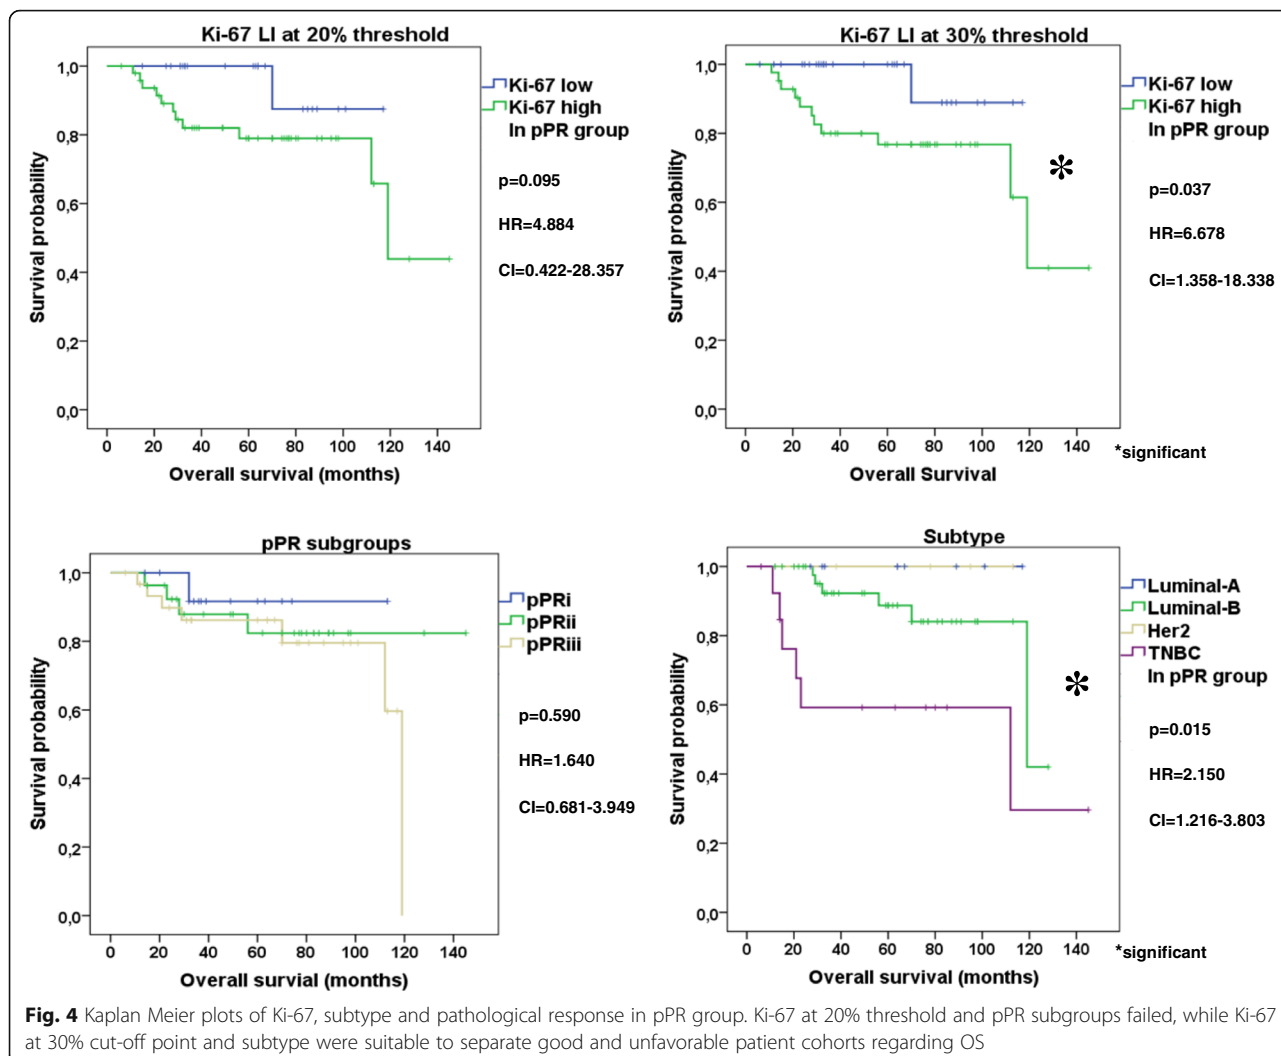 Ki-67 LI at 20% threshold
1,0
0,8
0,6
0,4
0,2
0,0
Survival probability
0 20 40 60 80 100 120 140
Overall survival (months)
Ki-67 low
Ki-67 high
In pPR group
p=0.095
HR=4.884
CI=0.422-28.357
Ki-67 LI at 30% threshold
1,0
0,8
0,6
0,4
0,2
0,0
Survival probability
0 20 40 60 80 100 120 140
Overall Survival
Ki-67 low
Ki-67 high
In pPR group
*
p=0.037
HR=6.678
CI=1.358-18.338
*significant
pPR subgroups
1,0
0,8
0,6
0,4
0,2
0,0
Survival probability
0 20 40 60 80 100 120 140
Overall survival (months)
pPRi
pPRii
pPRiii
p=0.590
HR=1.640
CI=0.681-3.949
Subtype
1,0
0,8
0,6
0,4
0,2
0,0
Survival probability
0 20 40 60 80 100 120 140
Overall survival (months)
Luminal-A
Luminal-B
Her2
TNBC
In pPR group
*
p=0.015
HR=2.150
CI=1.216-3.803
*significant
Fig. 4 Kaplan Meier plots of Ki-67, subtype and pathological response in pPR group. Ki-67 at 20% threshold and pPR subgroups failed, while Ki-67
at 30% cut-off point and subtype were suitable to separate good and unfavorable patient cohorts regarding OS